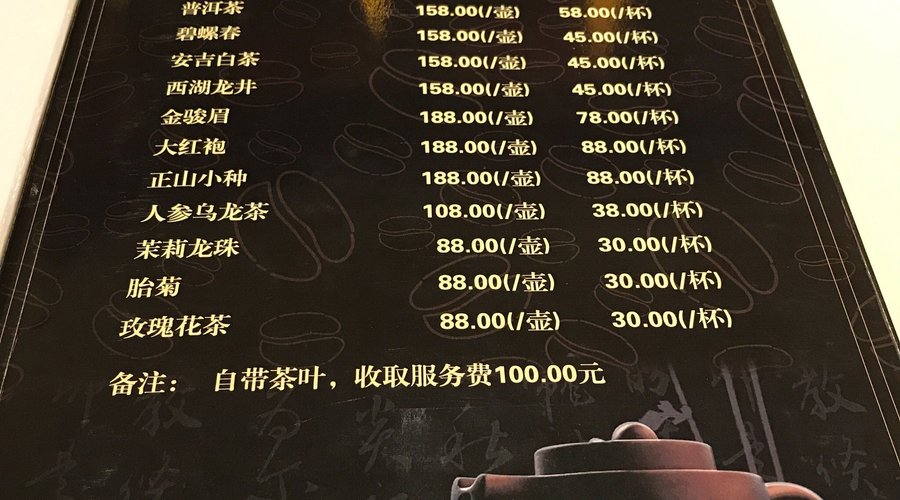 普洱茶 158.00(/壶) 58.00(/杯)
碧螺春 158.00(/壶) 45.00(/杯)
安吉白茶 158.00(/壶) 45.00(/杯)
西湖龙井 158.00(/壶) 45.00(/杯)
金骏眉 188.00(/壶) 78.00(/杯)
大红袍 188.00(/壶) 88.00(/杯)
正山小种 188.00(/壶) 88.00(/杯)
人参乌龙茶 108.00(/壶) 38.00(/杯)
茉莉龙珠 88.00(/壶) 30.00(/杯)
胎菊 88.00(/壶) 30.00(/杯)
玫瑰花茶 88.00(/壶) 30.00(/杯)
备注： 自带茶叶，收取服务费100.00元